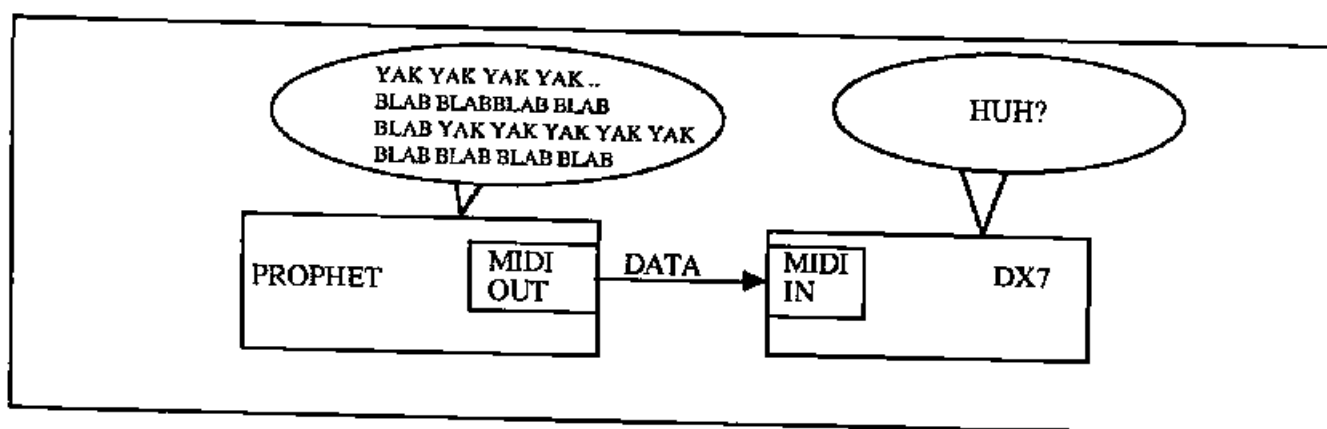 YAK YAK YAK YAK ..
BLAB BLABBLAB BLAB
BLAB YAK YAK YAK YAK YAK
BLAB BLAB BLAB BLAB
HUH?
PROPHET
MIDI
OUT
DATA
MIDI
IN
DX7